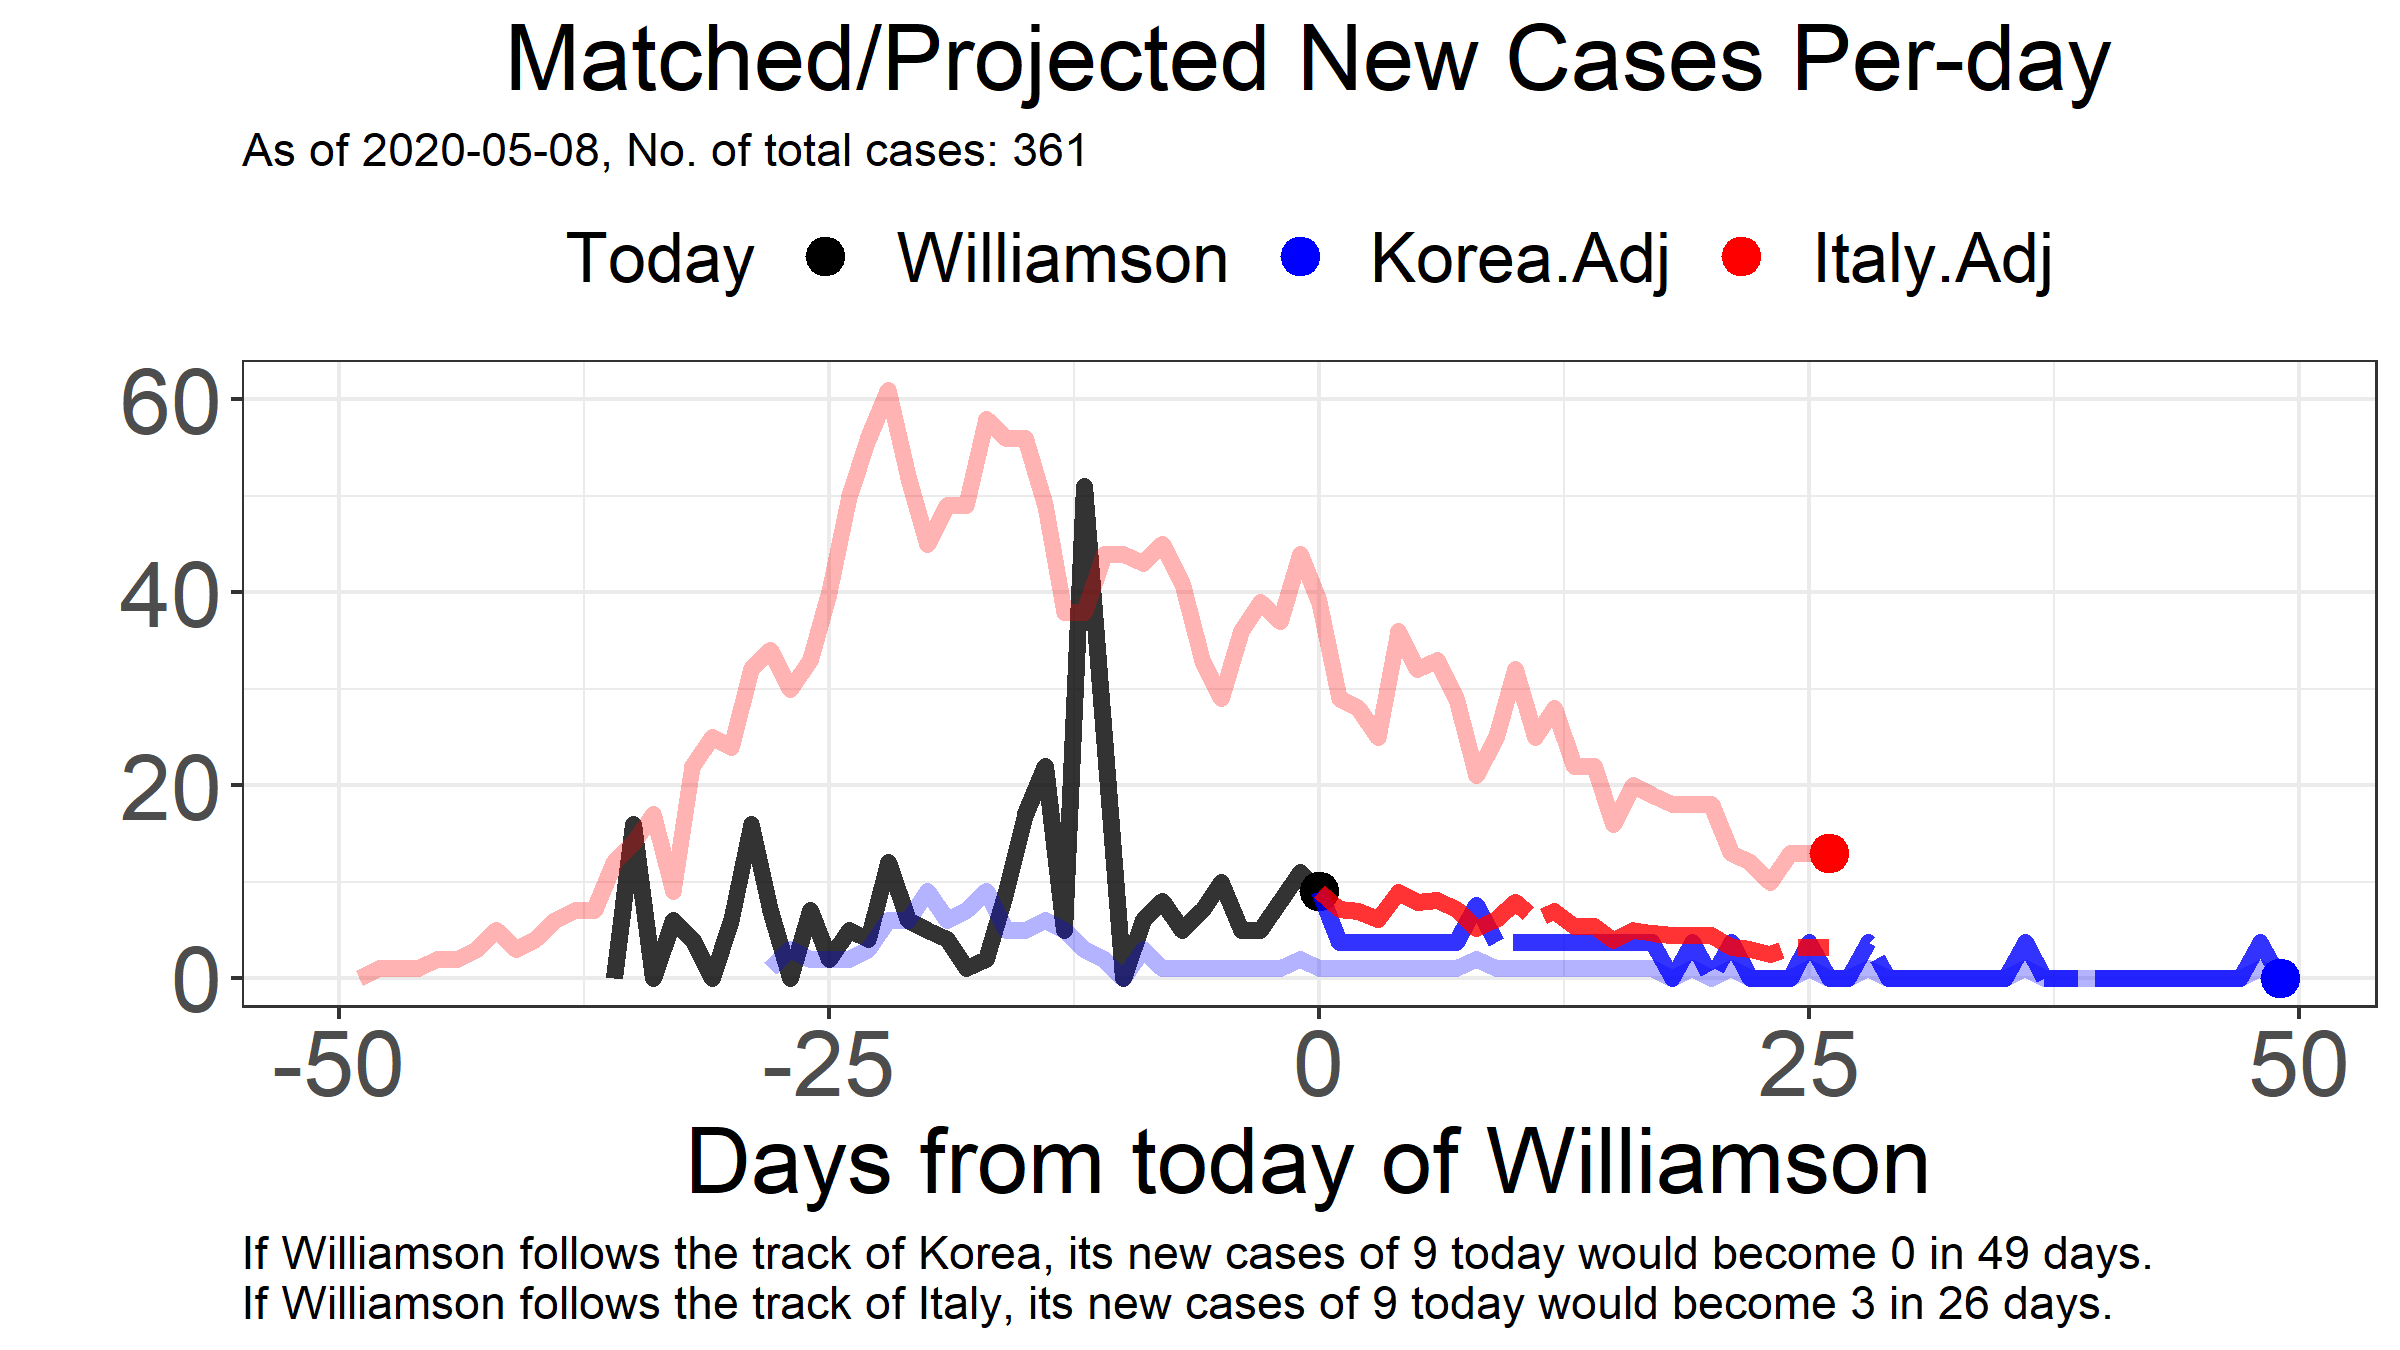 Matched/Projected New Cases Per-day
As of 2020-05-08, No. of total cases: 361
Today Williamson Korea.Adj Italy.Adj
60
40
20
0
-50 -25 0 25 50
Days from today of Williamson
If Williamson follows the track of Korea, its new cases of 9 today would become 0 in 49 days.
If Williamson follows the track of Italy, its new cases of 9 today would become 3 in 26 days.